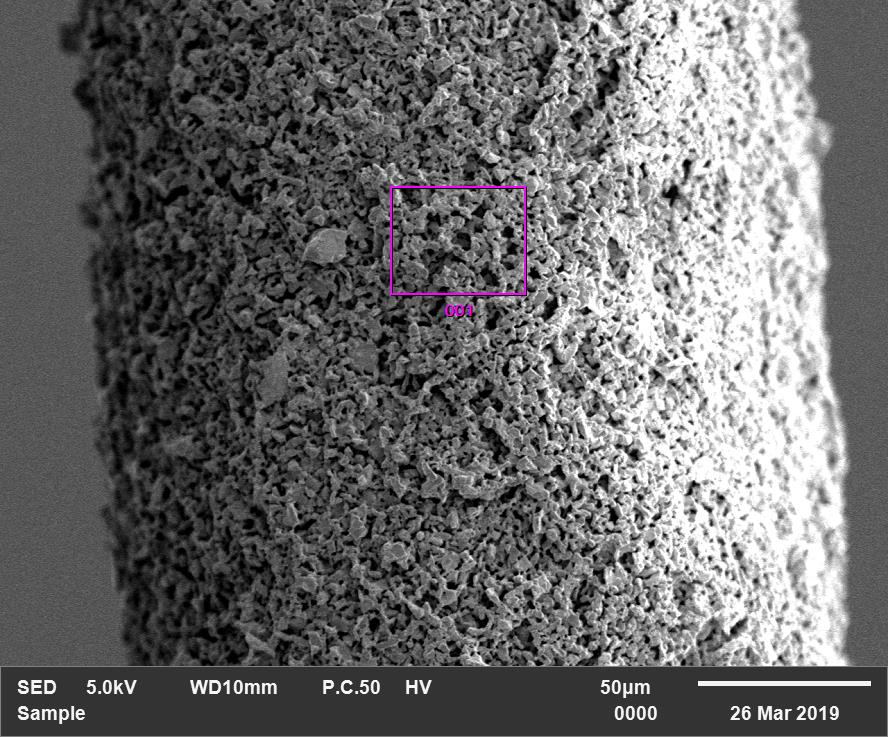 001
SED 5.0kV WD10mm P.C.50 HV 50µm
Sample 0000 26 Mar 2019